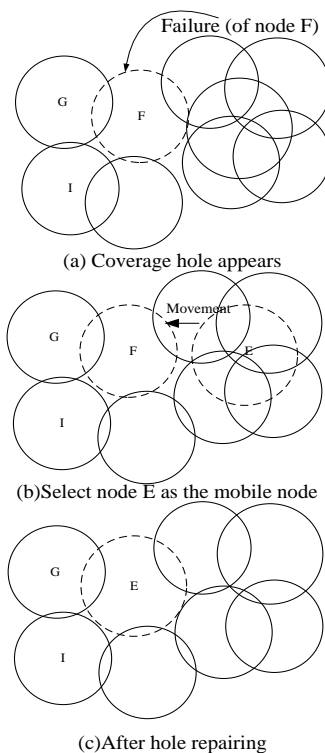 Failure (of node F)
G
F
I
(a) Coverage hole appears
Movement
G
F
E
I
(b)Select node E as the mobile node
G
E
I
(c)After hole repairing